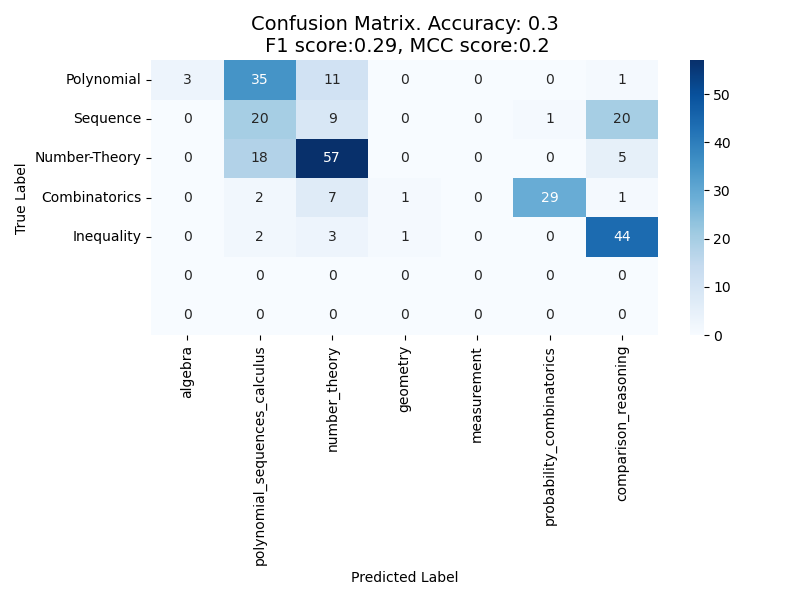 Confusion Matrix. Accuracy: 0.3
F1 score:0.29, MCC score:0.2
True Label
Polynomial 3 35 11 0 0 0 1
Sequence 0 20 9 0 0 1 20
Number-Theory 0 18 57 0 0 0 5
Combinatorics 0 2 7 1 0 29 1
Inequality 0 2 3 1 0 0 44
0 0 0 0 0 0 0
0 0 0 0 0 0 0
50
40
30
20
10
0
algebra
polynomial_sequences_calculus
number_theory
geometry
measurement
probability_combinatorics
comparison_reasoning
Predicted Label